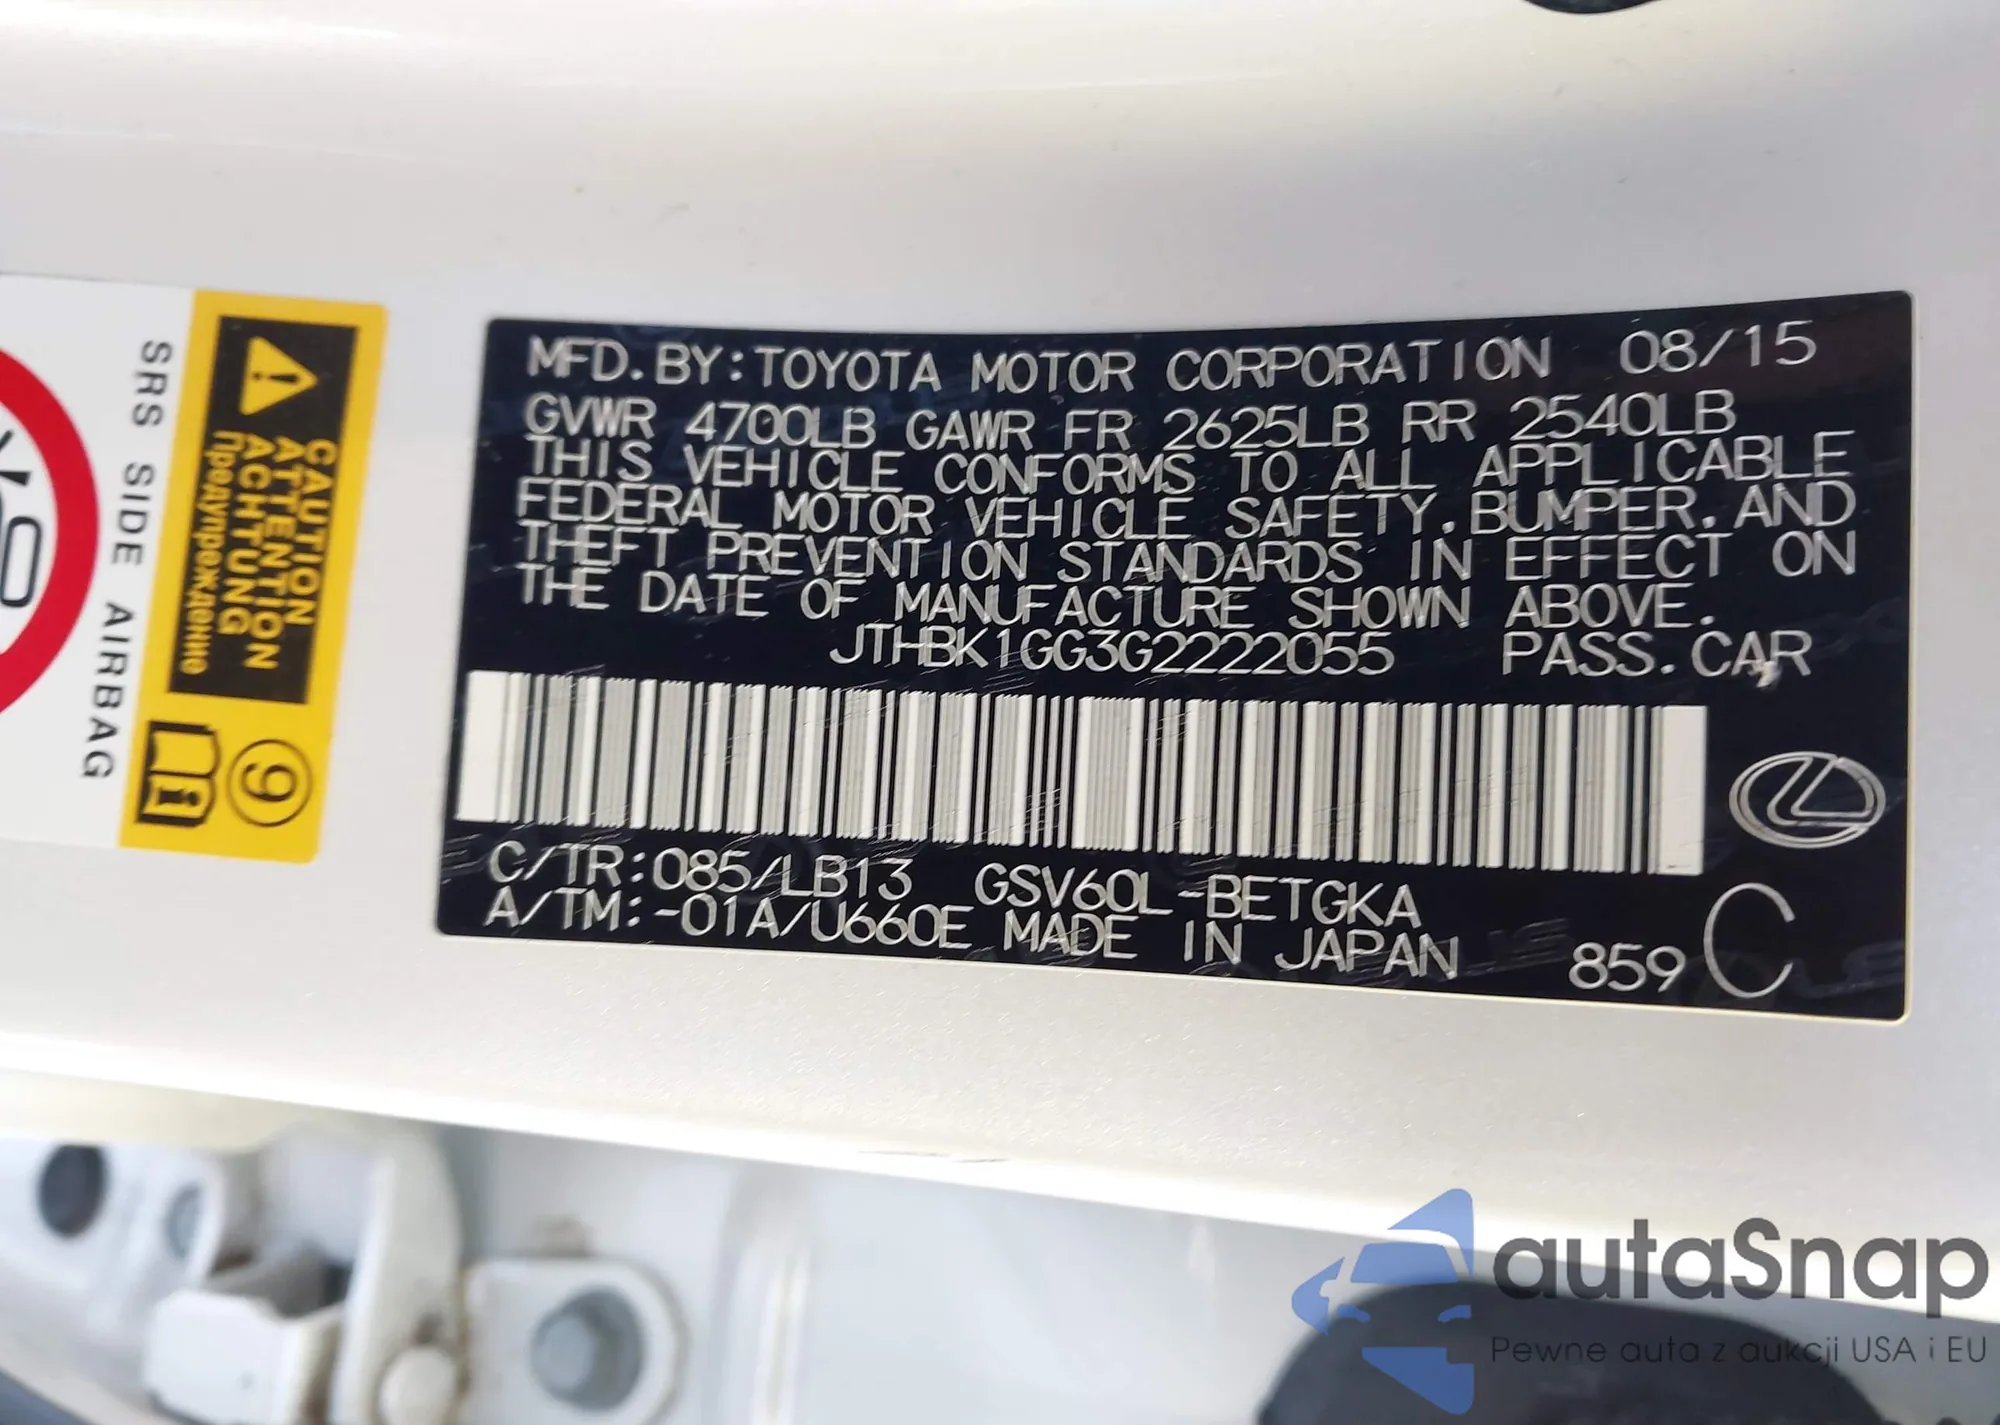 SRS SIDE AIRBAG
CAUTION
ATTENTION
ACHTUNG
Предупреждение
9
MFD. BY: TOYOTA MOTOR CORPORATION 08/15
GVWR 4700LB GAWR FR 2625LB RR 2540LB
THIS VEHICLE CONFORMS TO ALL APPLICABLE
FEDERAL MOTOR VEHICLE SAFETY, BUMPER, AND
THEFT PREVENTION STANDARDS IN EFFECT ON
THE DATE OF MANUFACTURE SHOWN ABOVE.
JTHBK1GG3G2222055 PASS. CAR
C/TR: 085/LB13 GSV60L-BETGKA
A/TM: -01A/U660E MADE IN JAPAN 859 C
autaSnap
Pewne auta z aukcji USA i EU